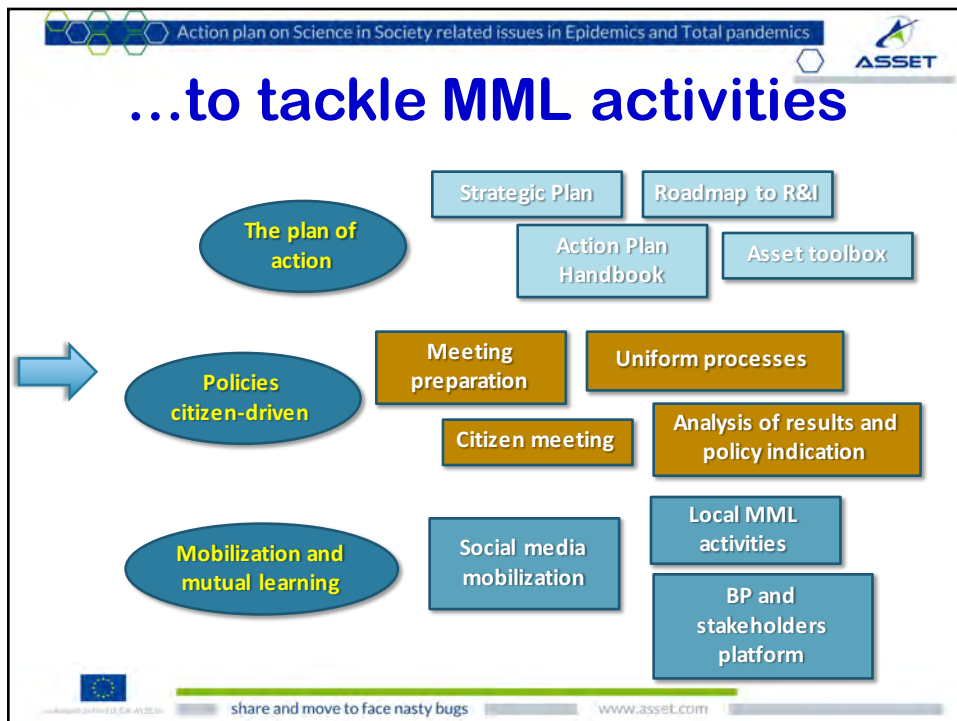 Action plan on Science in Society related issues in Epidemics and Total pandemics
ASSET
...to tackle MML activities
Strategic Plan
Roadmap to R&I
The plan of
action
Action Plan
Handbook
Asset toolbox
Meeting
preparation
Uniform processes
Policies
citizen-driven
Citizen meeting
Analysis of results and
policy indication
Mobilization and
mutual learning
Social media
mobilization
Local MML
activities
BP and
stakeholders
platform
share and move to face nasty bugs
www.asset.com